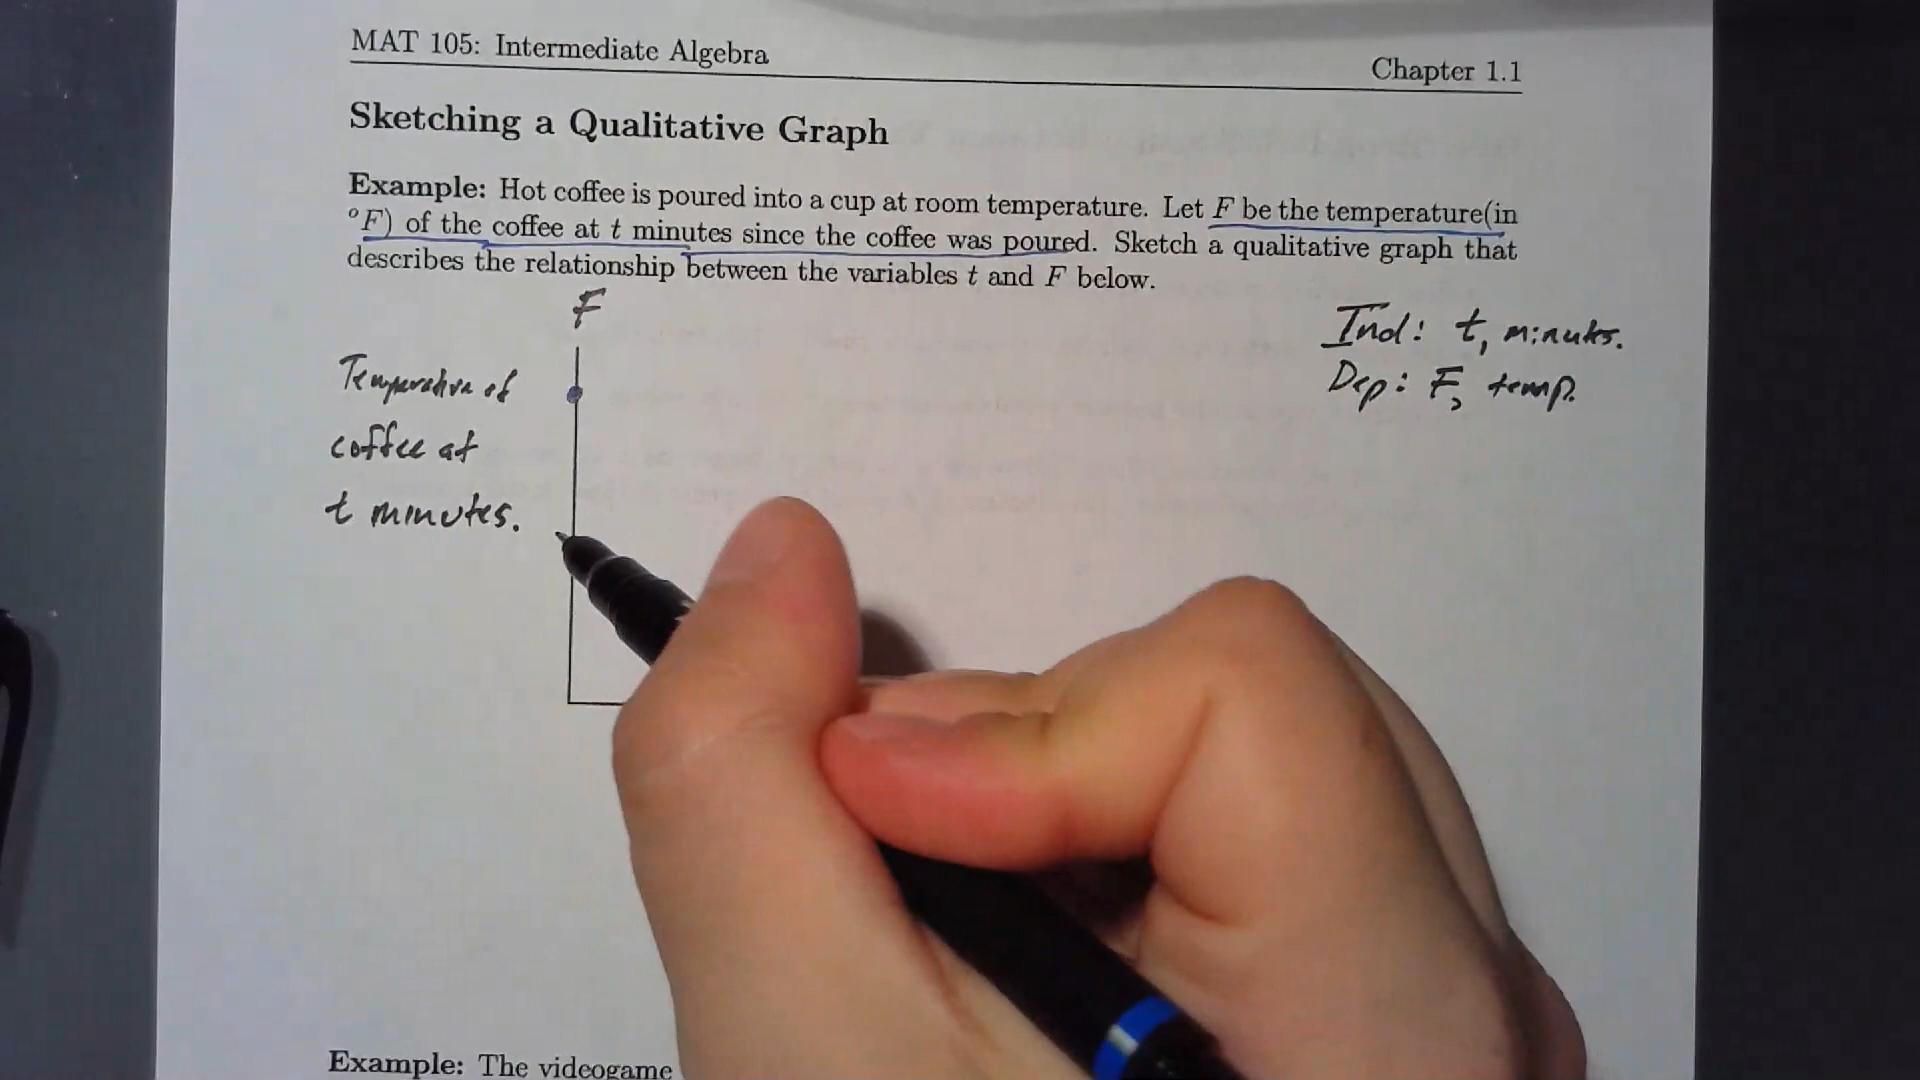 MAT 105: Intermediate Algebra
Chapter 1.1
Sketching a Qualitative Graph
Example: Hot coffee is poured into a cup at room temperature. Let F be the temperature(in
°F) of the coffee at t minutes since the coffee was poured. Sketch a qualitative graph that
describes the relationship between the variables t and F below.
F
Ind: t, minutes.
Dep: F, temp.
Temperature of
coffee at
t minutes.
Example: The videogame